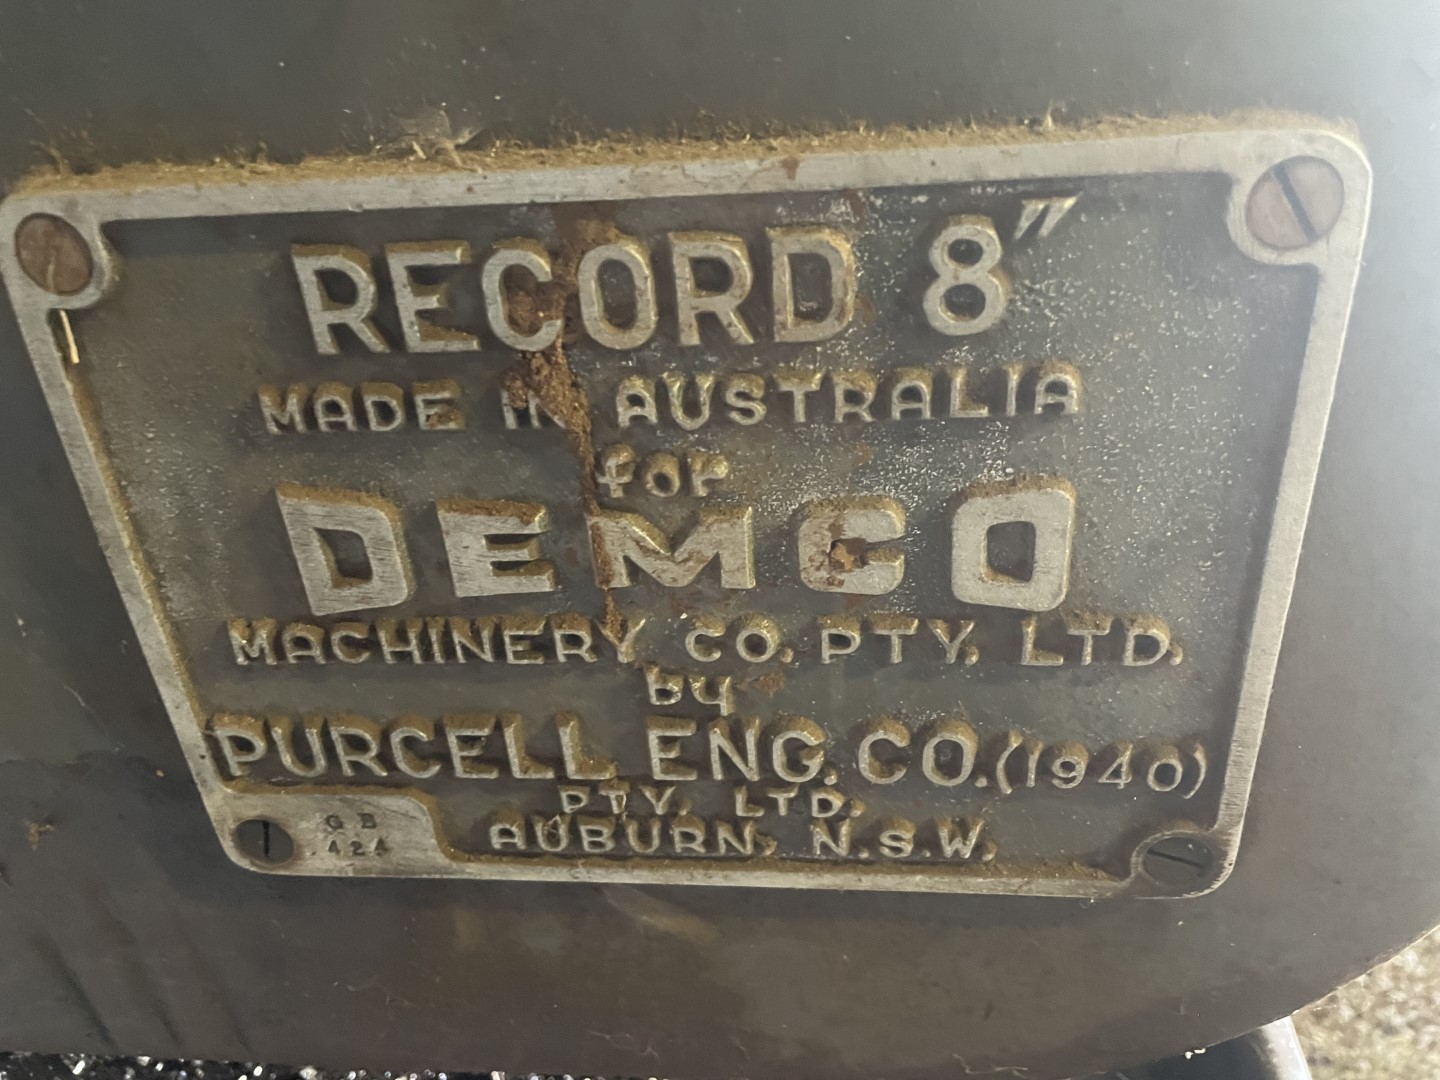 RECORD 8"
MADE IN AUSTRALIA
for
DEMCO
MACHINERY CO. PTY. LTD.
by
PURCELL ENG. CO. (1940)
PTY. LTD.
AUBURN, N.S.W.
G B
424